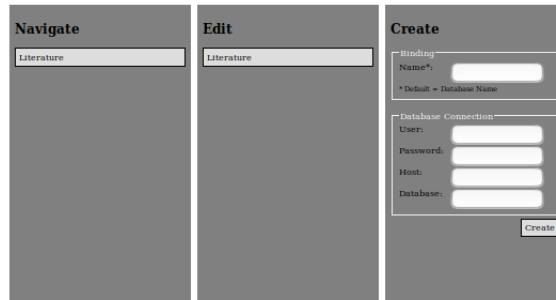 Navigate
Literature
Edit
Literature
Create
Binding
Name*:
* Default = Database Name
Database Connection
User:
Password:
Host:
Database:
Create